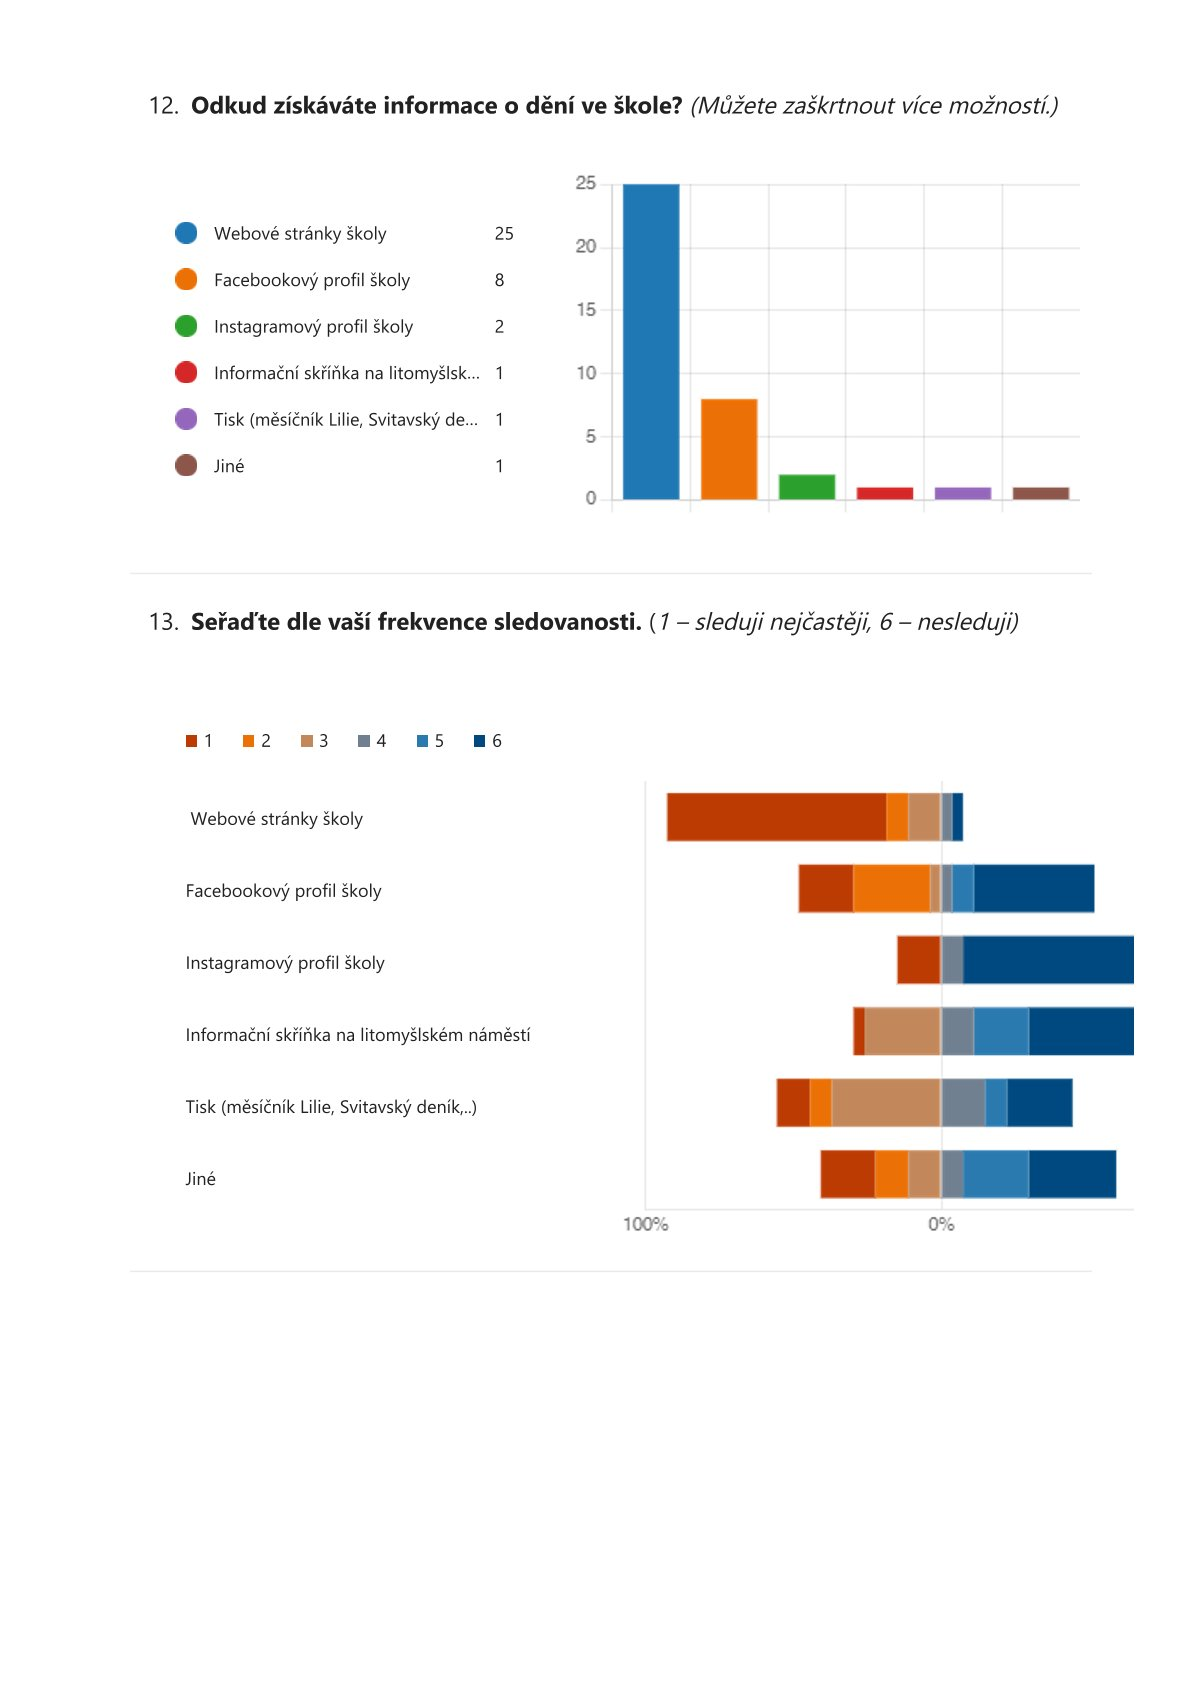 12. Odkud získáváte informace o dění ve škole? (Můžete zaškrtnout více možností.)
Webové stránky školy 25
Facebookový profil školy 8
Instagramový profil školy 2
Informační skříňka na litomyšlsk... 1
Tisk (měsíčník Lilie, Svitavský de... 1
Jiné 1
25
20
15
10
5
0
13. Seřaďte dle vaší frekvence sledovanosti. (1 – sleduji nejčastěji, 6 – nesleduji)
1 2 3 4 5 6
Webové stránky školy
Facebookový profil školy
Instagramový profil školy
Informační skříňka na litomyšlském náměstí
Tisk (měsíčník Lilie, Svitavský deník,..)
Jiné
100% 0%